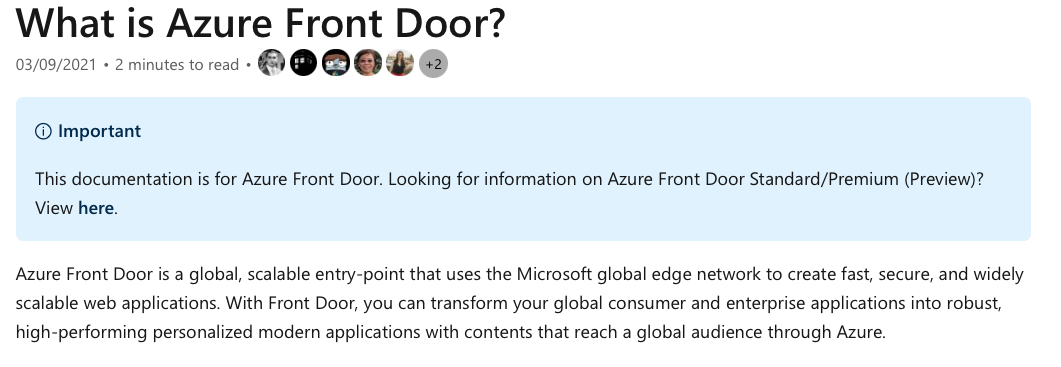 What is Azure Front Door?
03/09/2021 • 2 minutes to read • +2
Important
This documentation is for Azure Front Door. Looking for information on Azure Front Door Standard/Premium (Preview)?
View here.
Azure Front Door is a global, scalable entry-point that uses the Microsoft global edge network to create fast, secure, and widely
scalable web applications. With Front Door, you can transform your global consumer and enterprise applications into robust,
high-performing personalized modern applications with contents that reach a global audience through Azure.